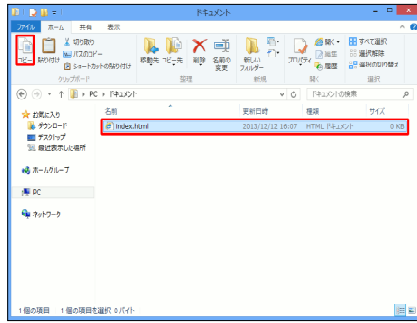 ドキュメント
ファイル ホーム 共有 表示
コピー 貼り付け
切り取り
パスのコピー
ショートカットの貼り付け
移動先 コピー先 削除 名前の変更
新しいフォルダー
プロパティ
開く
編集
履歴
すべて選択
選択解除
選択の切り替え
クリップボード 整理 新規 開く 選択
PC ドキュメント
ドキュメントの検索
名前 更新日時 種類 サイズ
index.html 2013/12/12 16:07 HTML ドキュメント 0 KB
お気に入り
ダウンロード
デスクトップ
最近表示した場所
ホームグループ
PC
ネットワーク
1 個の項目 1 個の項目を選択 0 バイト